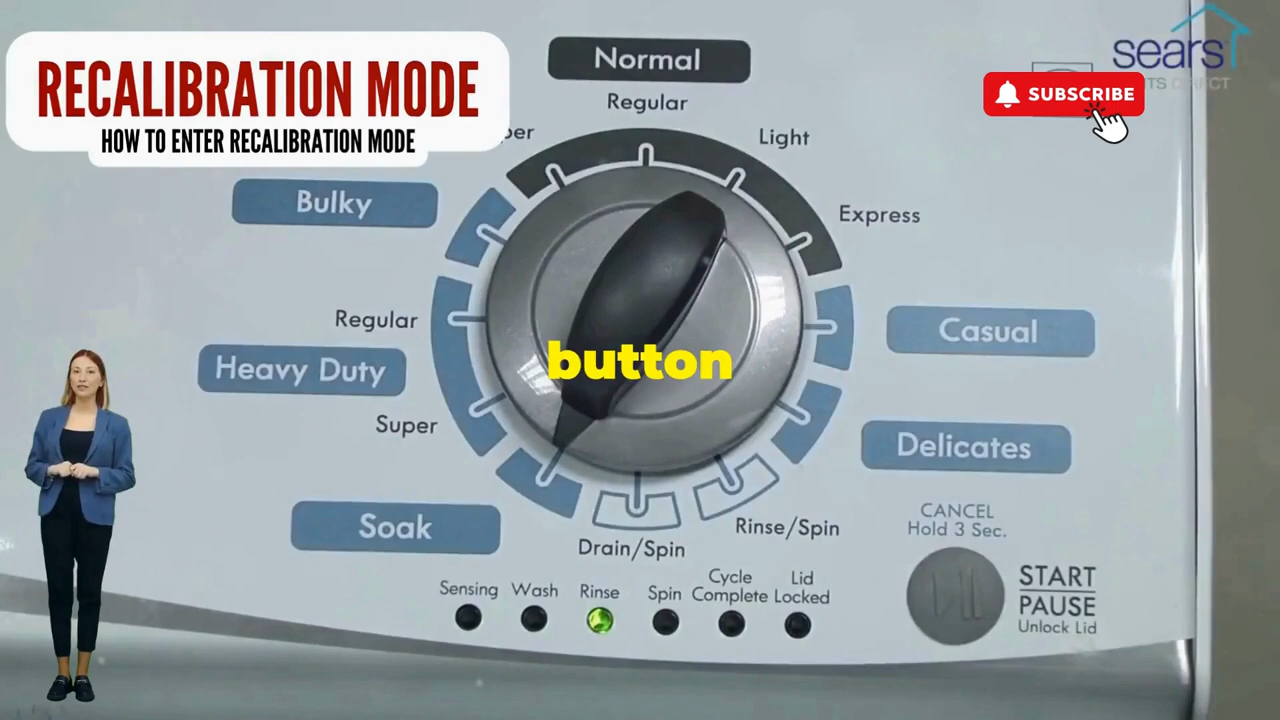 RECALIBRATION MODE
HOW TO ENTER RECALIBRATION MODE
Normal
Regular
Light
Express
Bulky
sears
SUBSCRIBE
Regular
Heavy Duty
Super
Casual
button
Delicates
Soak
Drain/Spin
Rinse/Spin
CANCEL
Hold 3 Sec.
START
PAUSE
Unlock Lid
Sensing
Wash
Rinse
Spin
Cycle
Complete
Lid
Locked